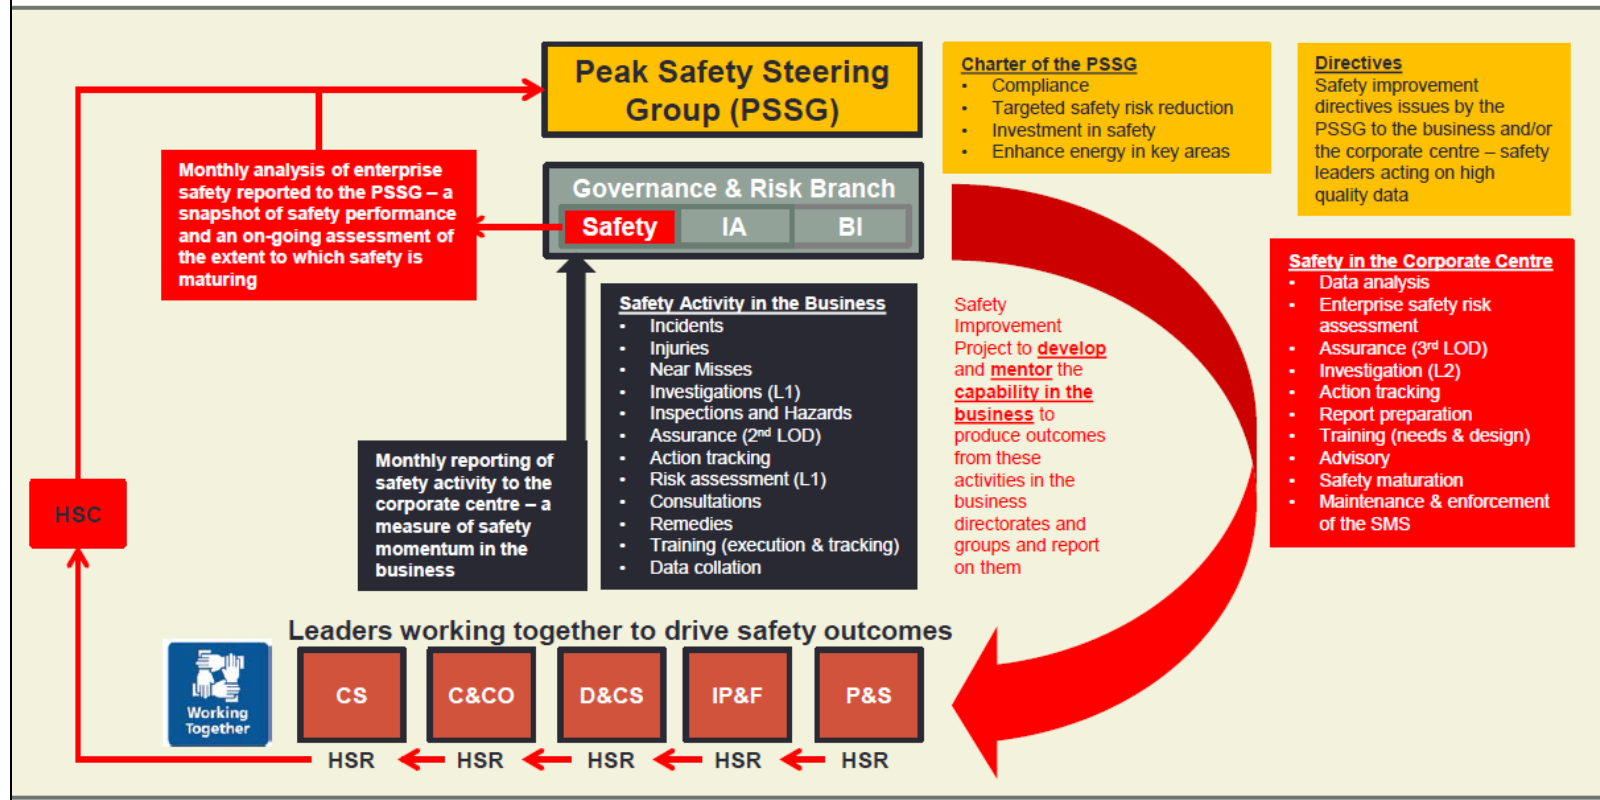 Peak Safety Steering
Group (PSSG)
Charter of the PSSG
• Compliance
• Targeted safety risk reduction
• Investment in safety
• Enhance energy in key areas
Directives
Safety improvement
directives issues by the
PSSG to the business and/or
the corporate centre – safety
leaders acting on high
quality data
Monthly analysis of enterprise
safety reported to the PSSG – a
snapshot of safety performance
and an on-going assessment of
the extent to which safety is
maturing
Governance & Risk Branch
Safety IA BI
Safety Activity in the Business
• Incidents
• Injuries
• Near Misses
• Investigations (L1)
• Inspections and Hazards
• Assurance (2nd LOD)
• Action tracking
• Risk assessment (L1)
• Consultations
• Remedies
• Training (execution & tracking)
• Data collation
Safety
Improvement
Project to develop
and mentor the
capability in the
business to
produce outcomes
from these
activities in the
business
directorates and
groups and report
on them
Safety in the Corporate Centre
• Data analysis
• Enterprise safety risk
assessment
• Assurance (3rd LOD)
• Investigation (L2)
• Action tracking
• Report preparation
• Training (needs & design)
• Advisory
• Safety maturation
• Maintenance & enforcement
of the SMS
Monthly reporting of
safety activity to the
corporate centre – a
measure of safety
momentum in the
business
HSC
Leaders working together to drive safety outcomes
Working
Together
CS C&CO D&CS IP&F P&S
HSR HSR HSR HSR HSR